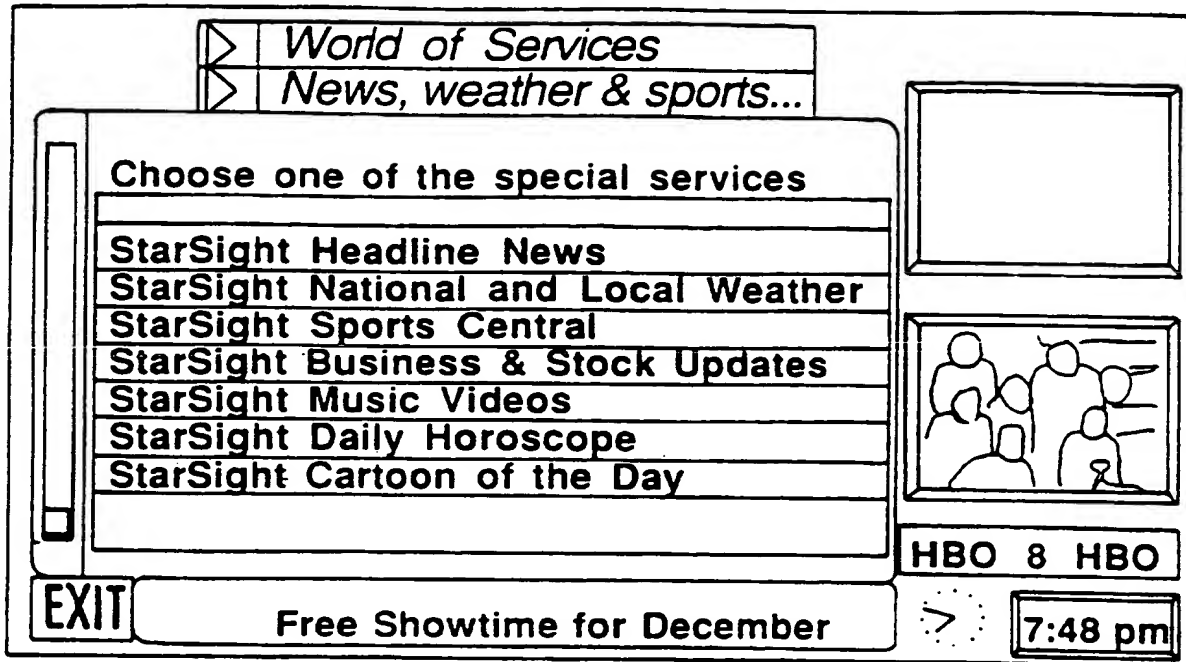 World of Services
News, weather & sports...
Choose one of the special services
StarSight Headline News
StarSight National and Local Weather
StarSight Sports Central
StarSight Business & Stock Updates
StarSight Music Videos
StarSight Daily Horoscope
StarSight Cartoon of the Day
HBO 8 HBO
EXIT
Free Showtime for December
7:48 pm